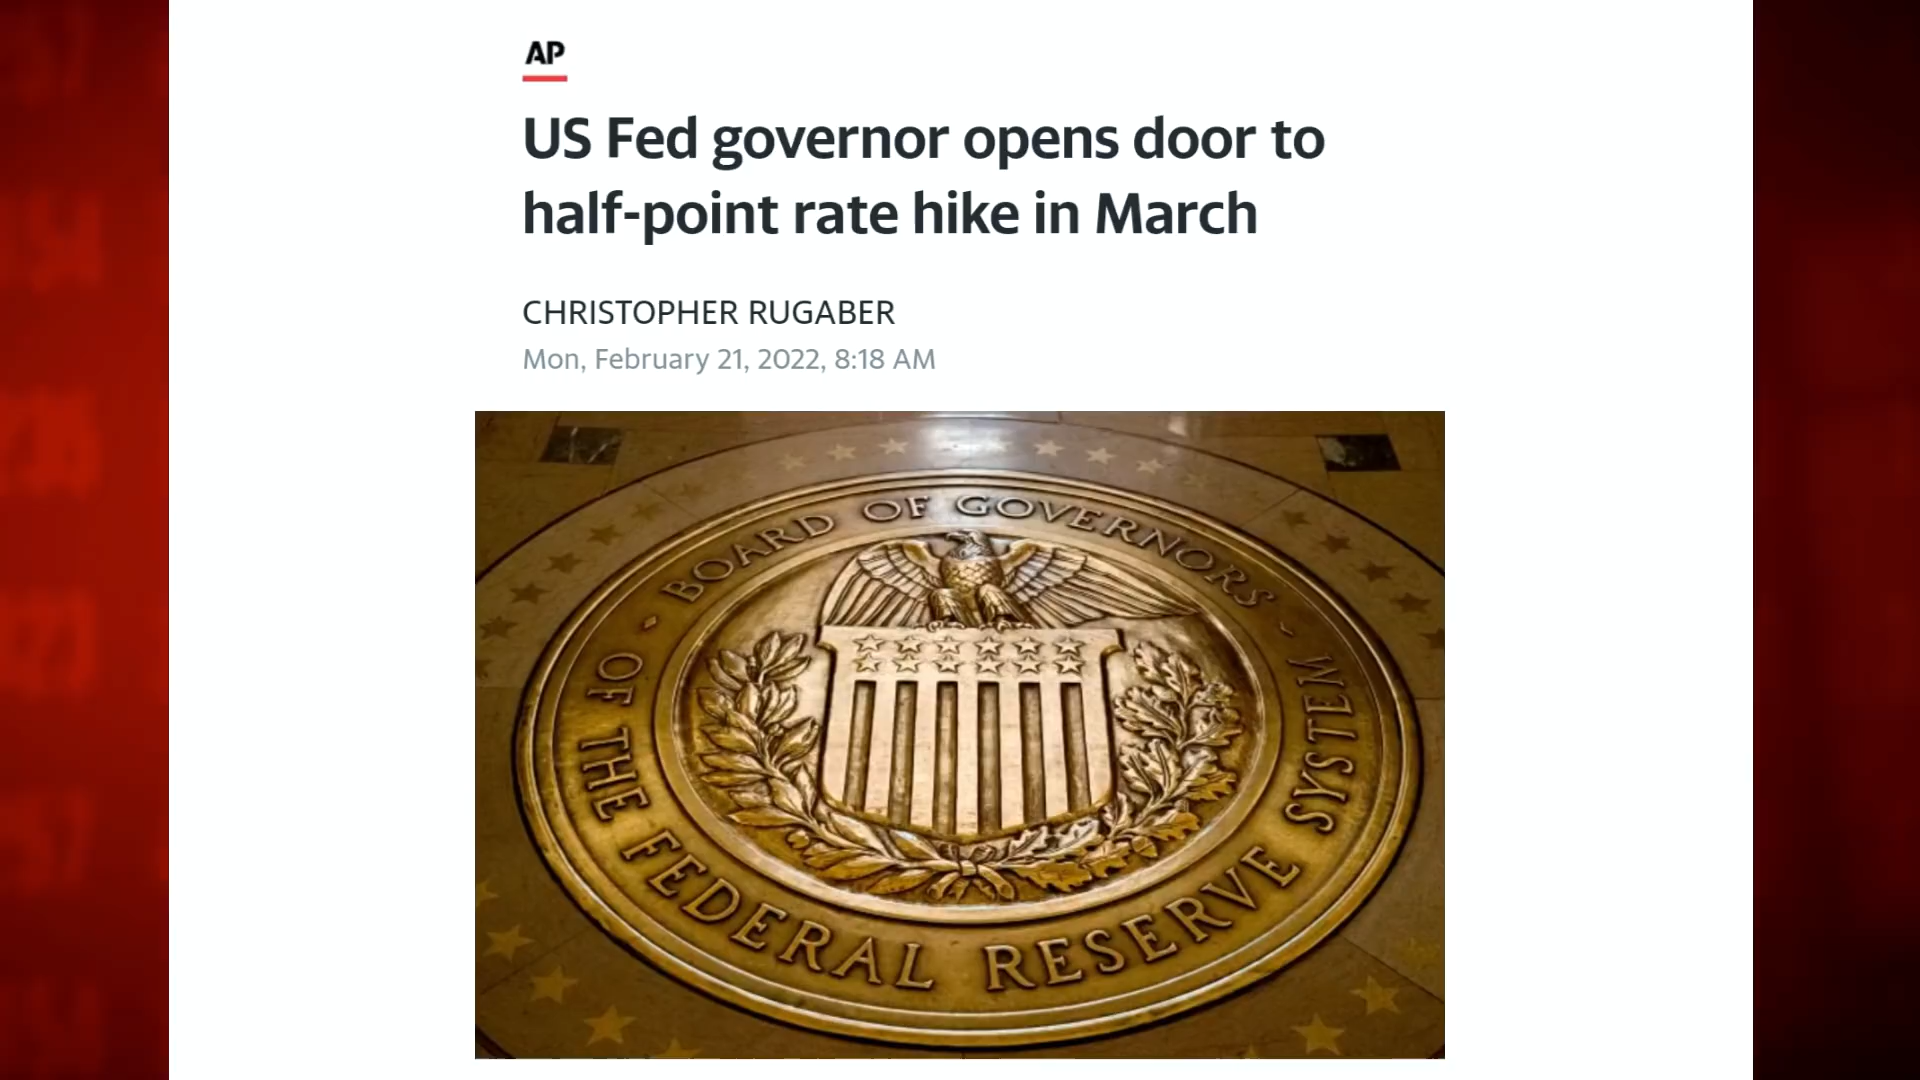 AP
US Fed governor opens door to
half-point rate hike in March
CHRISTOPHER RUGABER
Mon, February 21, 2022, 8:18 AM
BOARD OF GOVERNORS
OF THE FEDERAL RESERVE SYSTEM